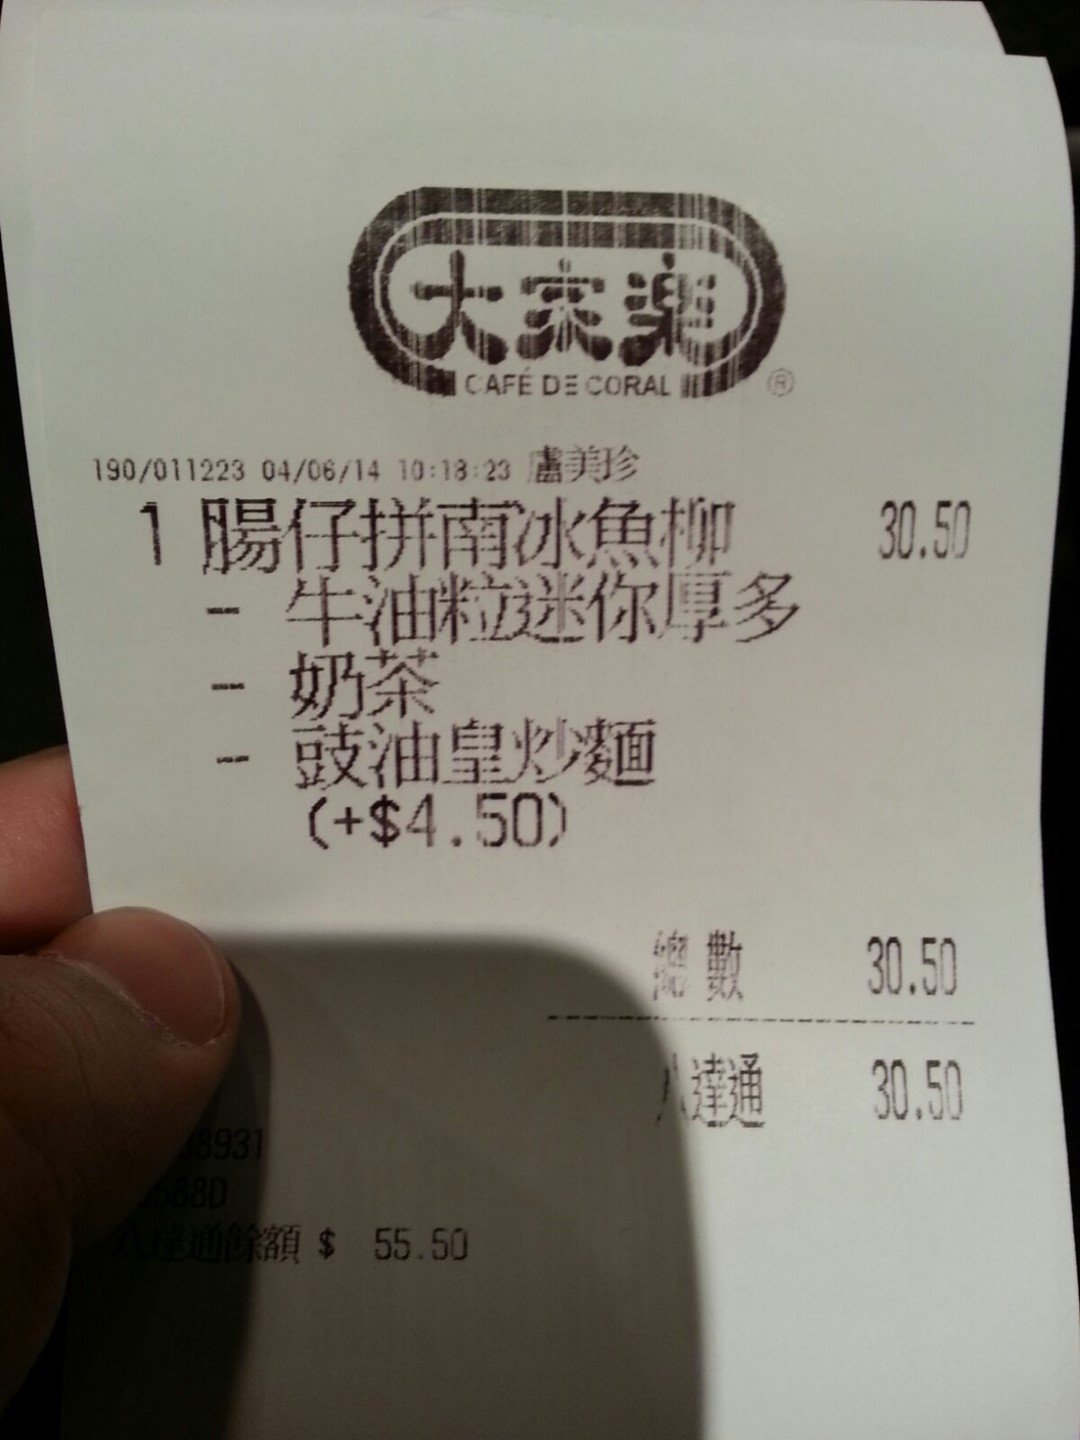 大家樂
CAFÉ DE CORAL ®
190/011223 04/06/14 10:18:23 盧美珍
1 腸仔拼南冰魚柳 30.50
- 牛油粒迷你厚多
- 奶茶
- 豉油皇炒麵
(+$4.50)
總數 30.50
八達通 30.50
38931
588D
八達通餘額 $ 55.50